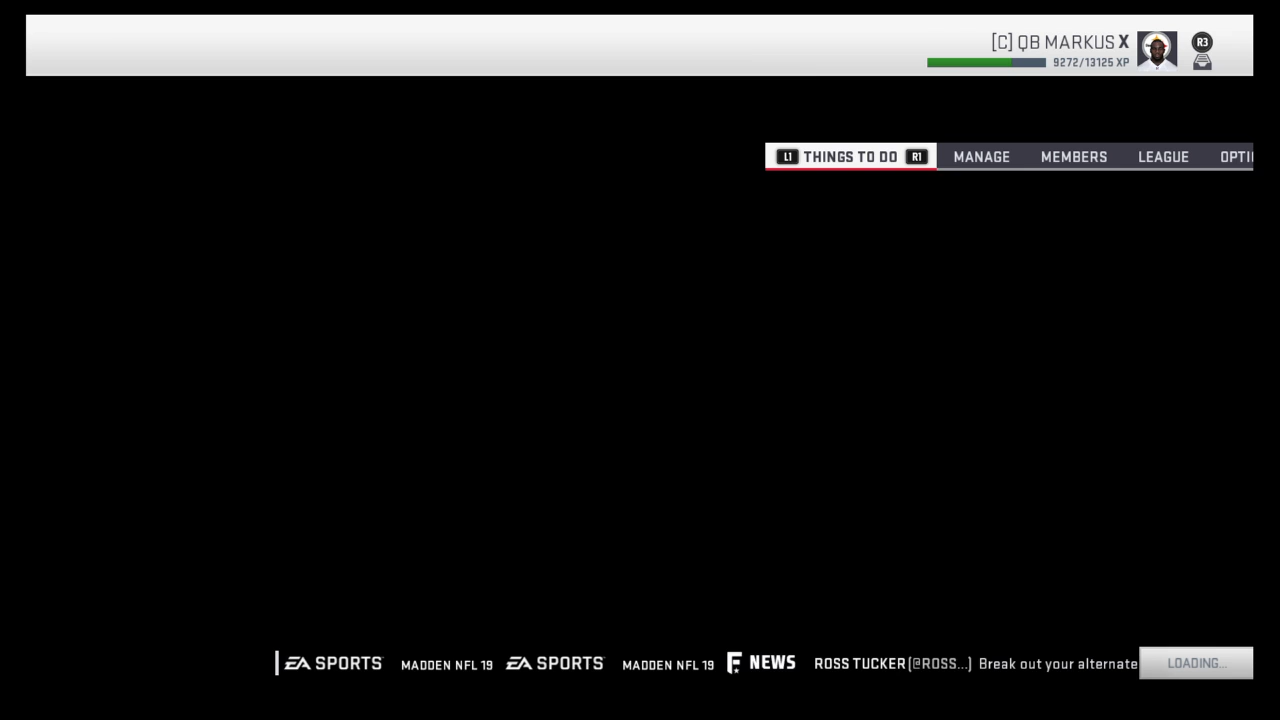 [C] QB MARKUS X
9272/13125 XP
R3
L1 THINGS TO DO R1 MANAGE MEMBERS LEAGUE OPTI
EA SPORTS MADDEN NFL 19 EA SPORTS MADDEN NFL 19 F NEWS ROSS TUCKER (@ROSS...) Break out your alternate LOADING...